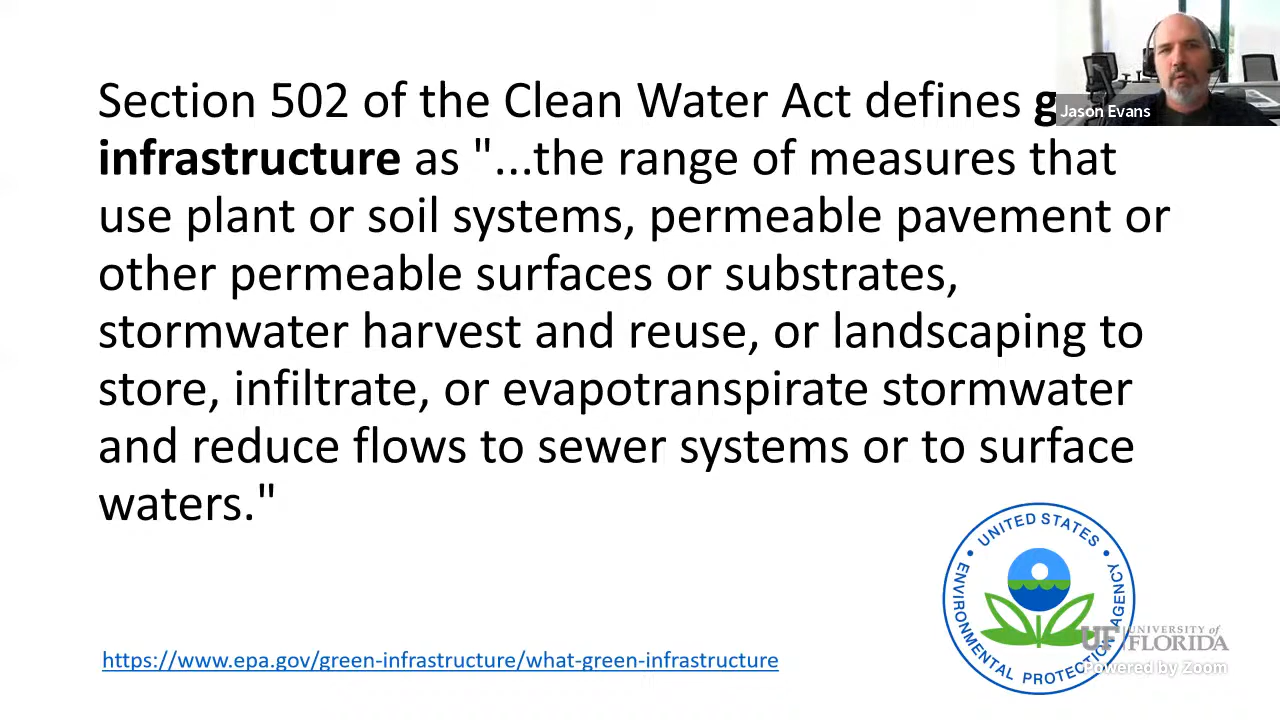 Section 502 of the Clean Water Act defines g
infrastructure as "...the range of measures that
use plant or soil systems, permeable pavement or
other permeable surfaces or substrates,
stormwater harvest and reuse, or landscaping to
store, infiltrate, or evapotranspirate stormwater
and reduce flows to sewer systems or to surface
waters."
Jason Evans
UNITED STATES
ENVIRONMENTAL PROTECTION AGENCY
https://www.epa.gov/green-infrastructure/what-green-infrastructure
UF UNIVERSITY of
FLORIDA
Powered by Zoom